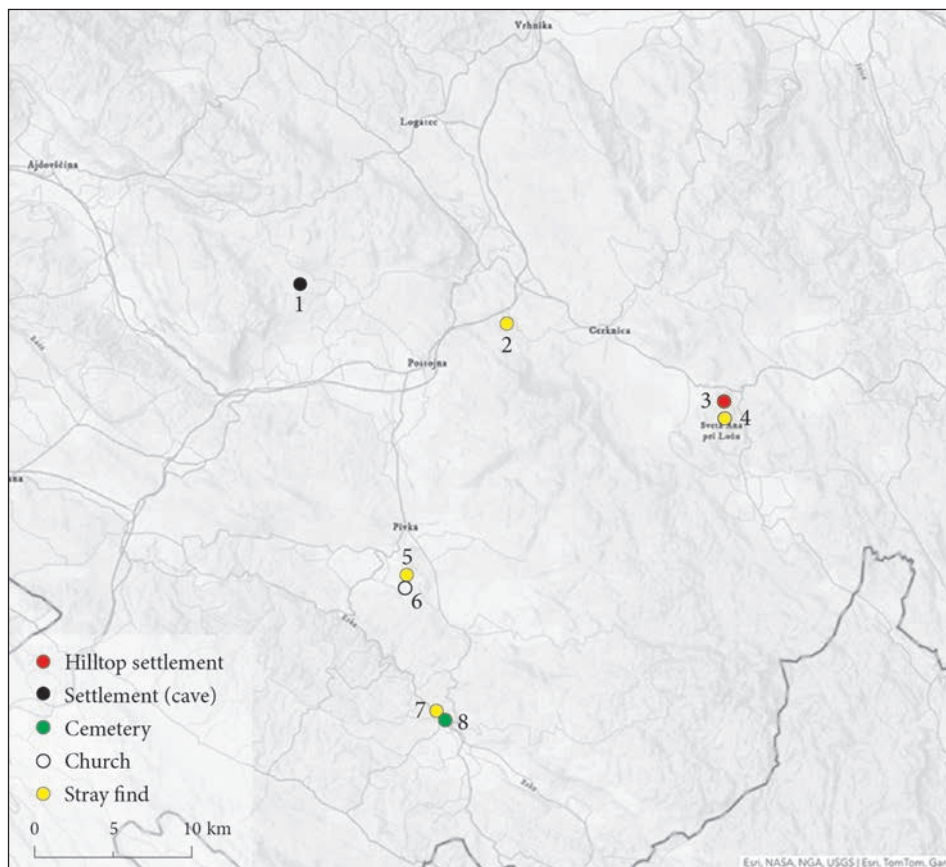 Vrhnika
Logatec
Ajdovščina
1
2
Cerknica
Postojna
3
4
Sveta Ana
pri Ložu
ana
Pivka
5
6
7
8
Hilltop settlement
Settlement (cave)
Cemetery
Church
Stray find
0 5 10 km
Esri, NASA, NGA, USGS | Esri, TomTom, Gar